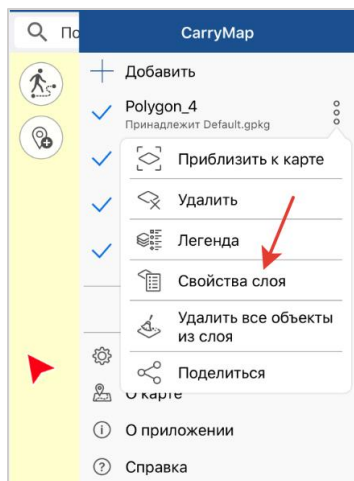 По
CarryMap
Добавить
Polygon_4
Принадлежит Default.gpkg
Приблизить к карте
Удалить
Легенда
Свойства слоя
Удалить все объекты
из слоя
Поделиться
О карте
О приложении
Справка